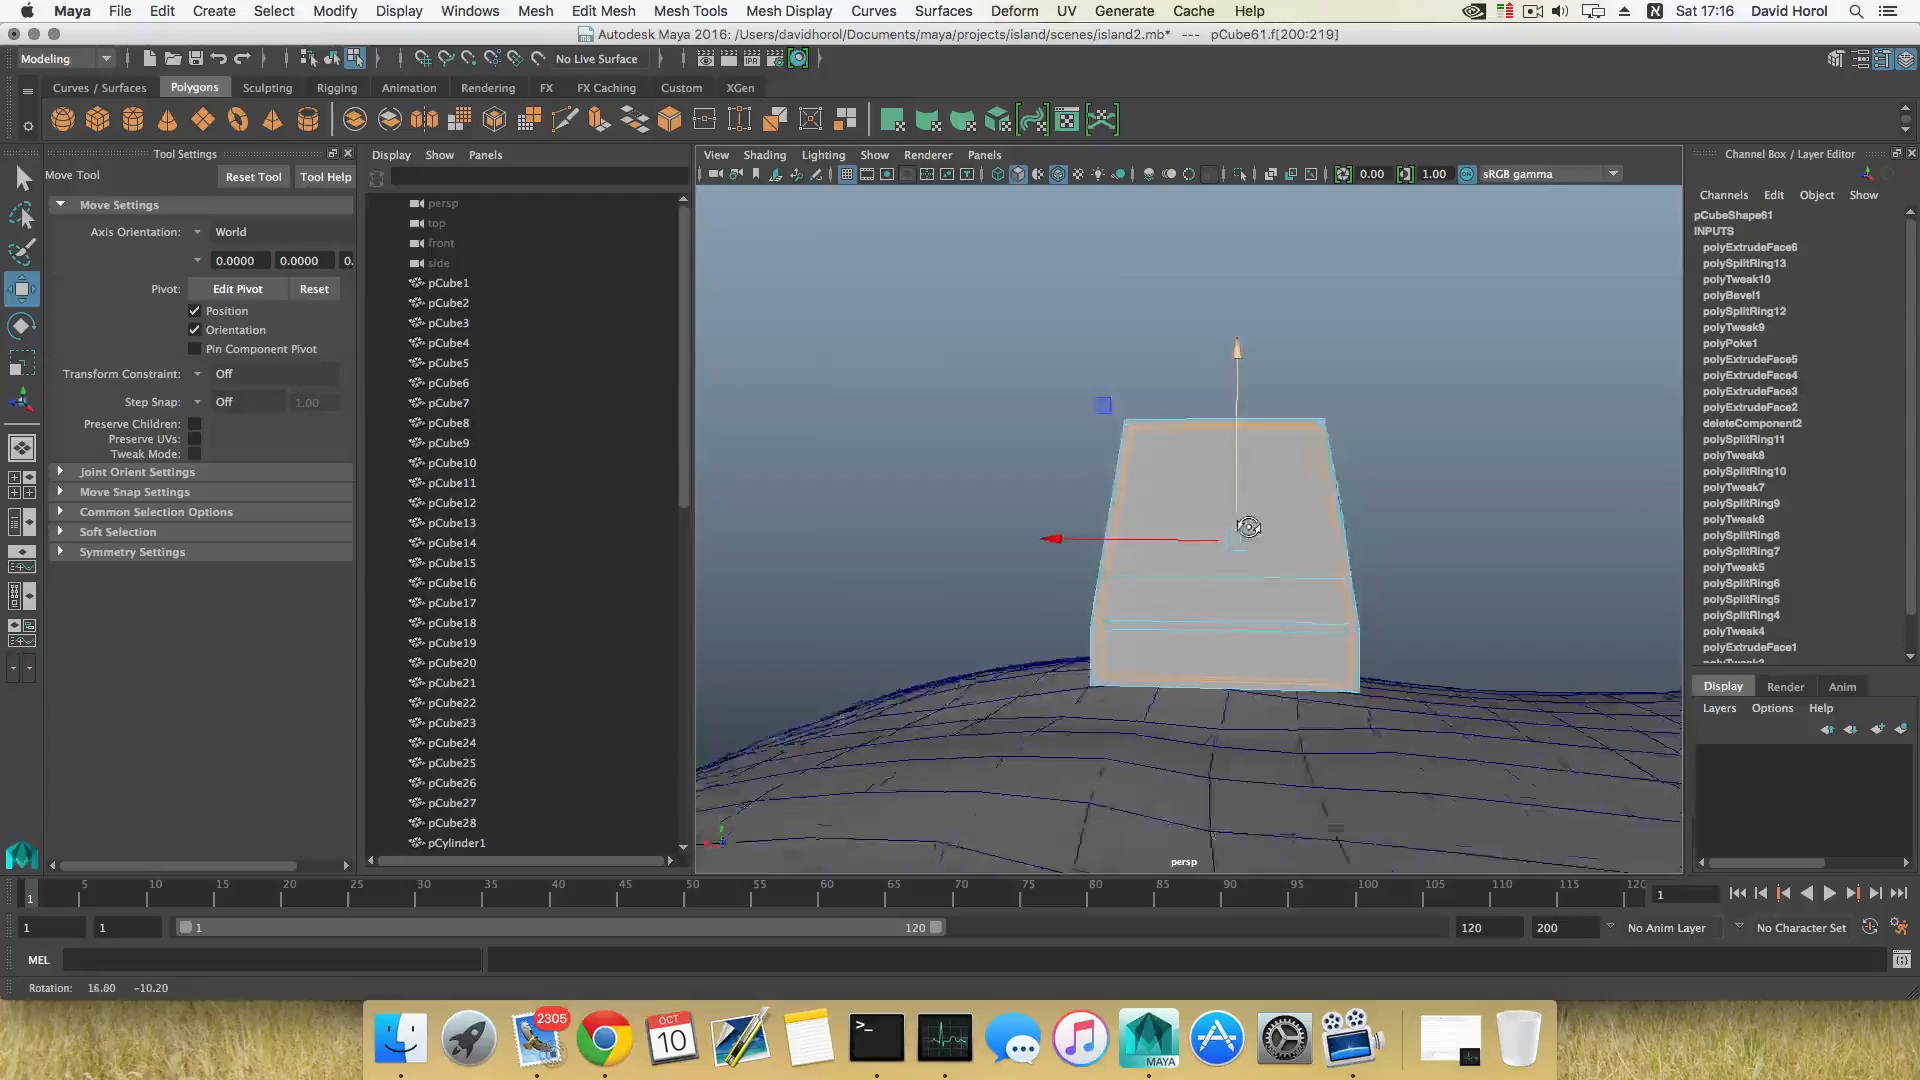 Maya File Edit Create Select Modify Display Windows Mesh Edit Mesh Mesh Tools Mesh Display Curves Surfaces Deform UV Generate Cache Help Sat 17:16 David Horol
Autodesk Maya 2016: /Users/davidhorol/Documents/maya/projects/island/scenes/island2.mb* --- pCube61.f[200:219]
Modeling No Live Surface
Curves / Surfaces Polygons Sculpting Rigging Animation Rendering FX FX Caching Custom XGen
Tool Settings
Move Tool Reset Tool Tool Help
Move Settings
Axis Orientation: World
0.0000 0.0000 0.
Pivot: Edit Pivot Reset
Position
Orientation
Pin Component Pivot
Transform Constraint: Off
Step Snap: Off 1.00
Preserve Children:
Preserve UVs:
Tweak Mode:
Joint Orient Settings
Move Snap Settings
Common Selection Options
Soft Selection
Symmetry Settings
Display Show Panels
persp
top
front
side
pCube1
pCube2
pCube3
pCube4
pCube5
pCube6
pCube7
pCube8
pCube9
pCube10
pCube11
pCube12
pCube13
pCube14
pCube15
pCube16
pCube17
pCube18
pCube19
pCube20
pCube21
pCube22
pCube23
pCube24
pCube25
pCube26
pCube27
pCube28
pCylinder1
View Shading Lighting Show Renderer Panels
0.00 1.00 sRGB gamma
persp
Channel Box / Layer Editor
Channels Edit Object Show
pCubeShape61
INPUTS
polyExtrudeFace6
polySplitRing13
polyTweak10
polyBevel1
polySplitRing12
polyTweak9
polyPoke1
polyExtrudeFace5
polyExtrudeFace4
polyExtrudeFace3
polyExtrudeFace2
deleteComponent2
polySplitRing11
polyTweak8
polySplitRing10
polyTweak7
polySplitRing9
polyTweak6
polySplitRing8
polySplitRing7
polyTweak5
polySplitRing6
polySplitRing5
polySplitRing4
polyTweak4
polyExtrudeFace1
Display Render Anim
Layers Options Help
5 10 15 20 25 30 35 40 45 50 55 60 65 70 75 80 85 90 95 100 105 110 115 120
1 1
1 1 1 120 120 200 No Anim Layer No Character Set
MEL
Rotation: 16.80 -10.20
2305
OCT
10
MAYA